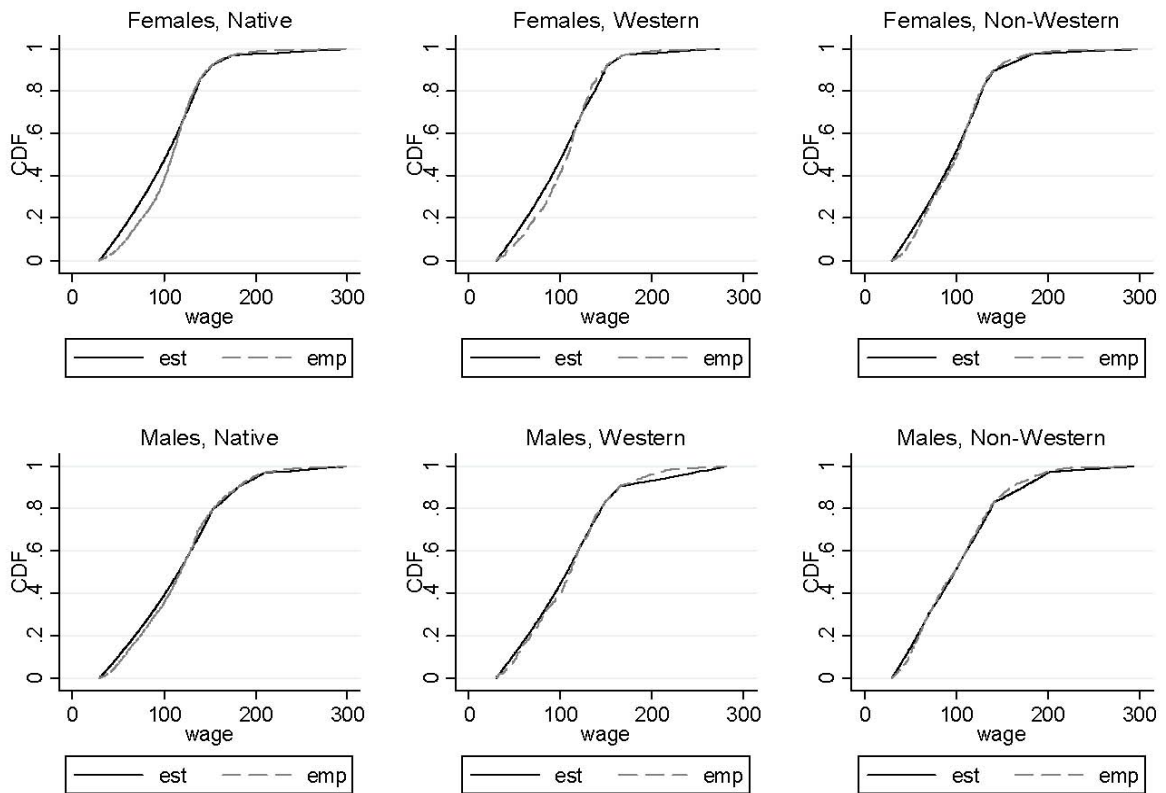 Females, Native
CDF
0 .2 .4 .6 .8 1
0 100 200 300
wage
est emp
Females, Western
CDF
0 .2 .4 .6 .8 1
0 100 200 300
wage
est emp
Females, Non-Western
CDF
0 .2 .4 .6 .8 1
0 100 200 300
wage
est emp
Males, Native
CDF
0 .2 .4 .6 .8 1
0 100 200 300
wage
est emp
Males, Western
CDF
0 .2 .4 .6 .8 1
0 100 200 300
wage
est emp
Males, Non-Western
CDF
0 .2 .4 .6 .8 1
0 100 200 300
wage
est emp